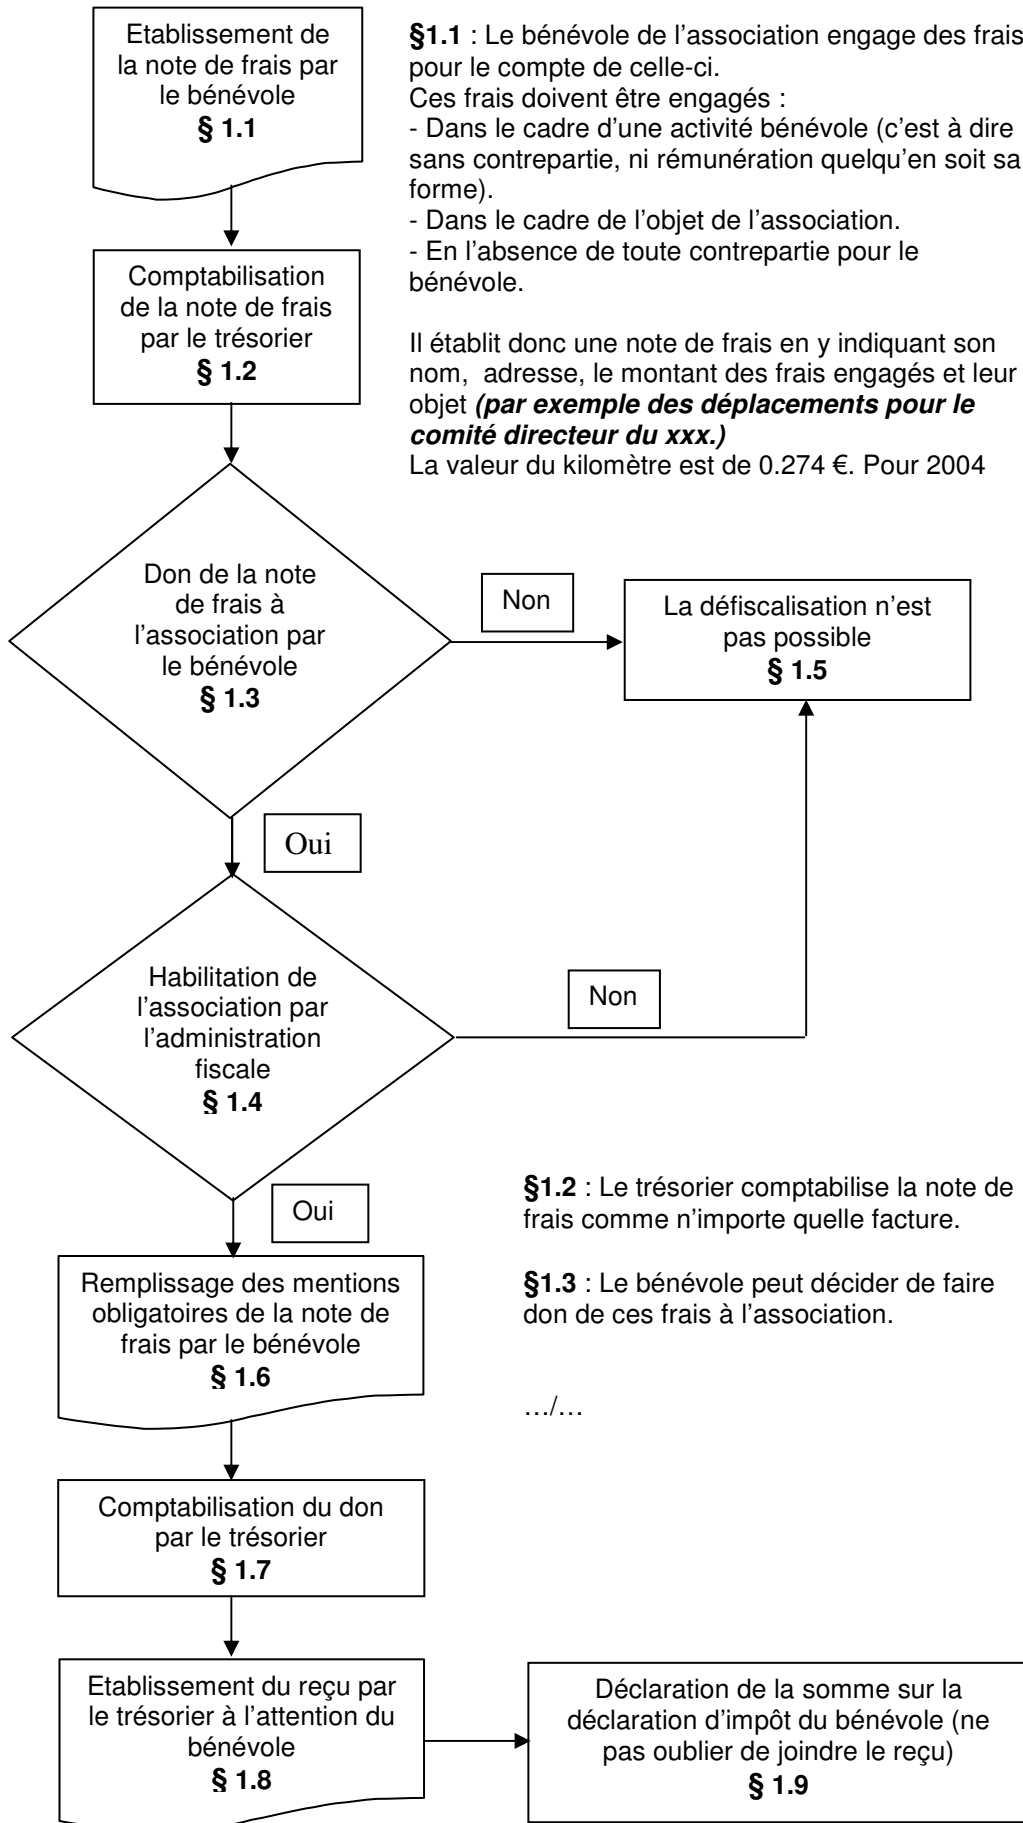 Etablissement de
la note de frais par
le bénévole
§ 1.1
§1.1 : Le bénévole de l’association engage des frais
pour le compte de celle-ci.
Ces frais doivent être engagés :
- Dans le cadre d’une activité bénévole (c’est à dire
sans contrepartie, ni rémunération quelqu’en soit sa
forme).
- Dans le cadre de l’objet de l’association.
- En l’absence de toute contrepartie pour le
bénévole.
Il établit donc une note de frais en y indiquant son
nom, adresse, le montant des frais engagés et leur
objet (par exemple des déplacements pour le
comité directeur du xxx.)
La valeur du kilomètre est de 0.274 €. Pour 2004
Comptabilisation
de la note de frais
par le trésorier
§ 1.2
Don de la note
de frais à
l’association par
le bénévole
§ 1.3
Non
La défiscalisation n’est
pas possible
§ 1.5
Oui
Habilitation de
l’association par
l’administration
fiscale
§ 1.4
Non
Oui
§1.2 : Le trésorier comptabilise la note de
frais comme n’importe quelle facture.
§1.3 : Le bénévole peut décider de faire
don de ces frais à l’association.
…/…
Remplissage des mentions
obligatoires de la note de
frais par le bénévole
§ 1.6
Comptabilisation du don
par le trésorier
§ 1.7
Etablissement du reçu par
le trésorier à l’attention du
bénévole
§ 1.8
Déclaration de la somme sur la
déclaration d’impôt du bénévole (ne
pas oublier de joindre le reçu)
§ 1.9